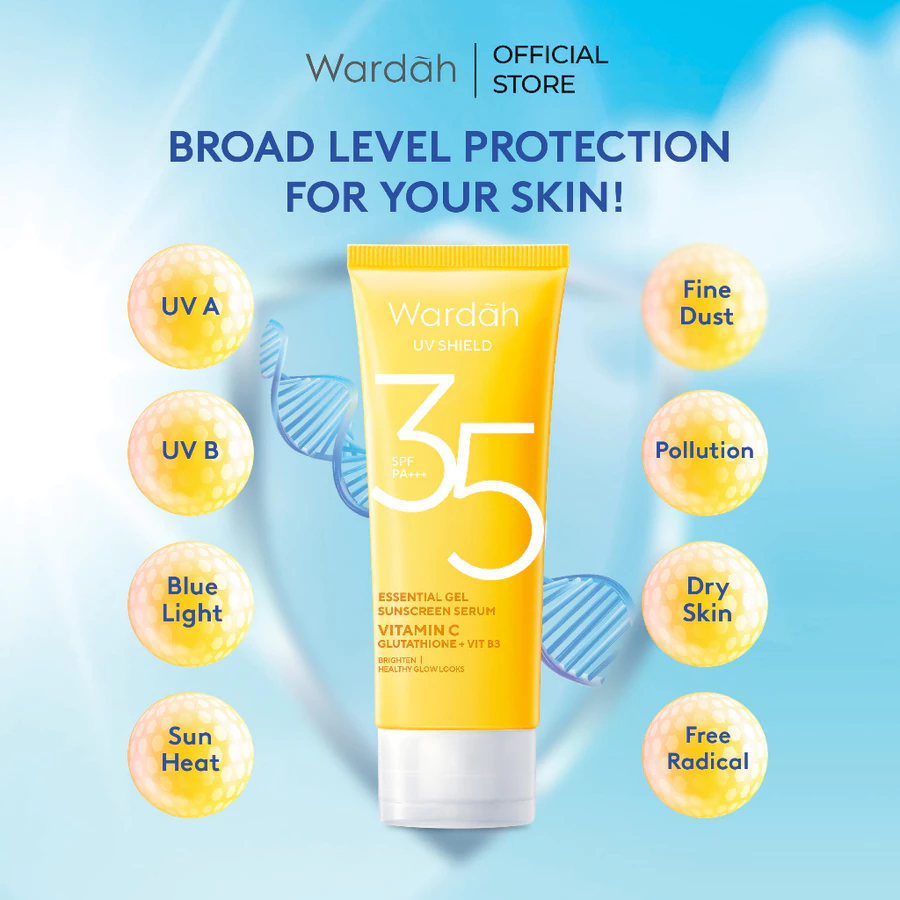 Wardãh
OFFICIAL
STORE
BROAD LEVEL PROTECTION
FOR YOUR SKIN!
UV A
UV B
Blue
Light
Sun
Heat
Wardãh
UV SHIELD
35
SPF
PA+++
ESSENTIAL GEL
SUNSCREEN SERUM
VITAMIN C
GLUTATHIONE + VIT B3
BRIGHTEN |
HEALTHY GLOW LOOKS
Fine
Dust
Pollution
Dry
Skin
Free
Radical